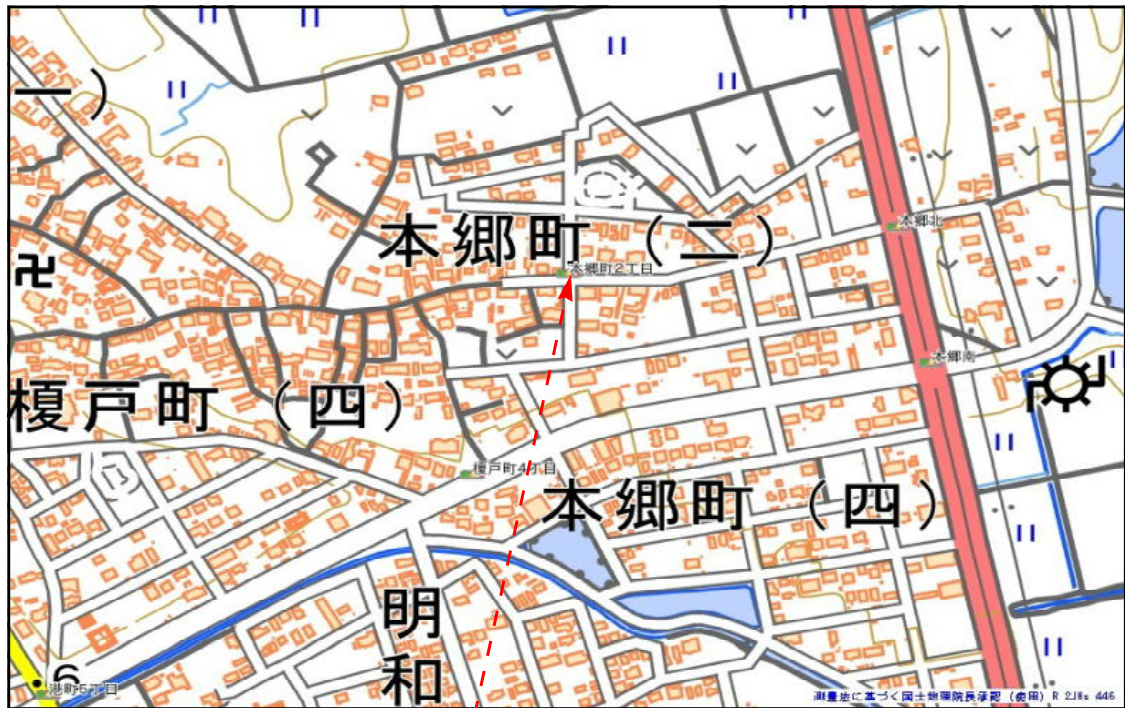 一)
本郷町(二)
本郷北
本郷町2丁目
本郷南
榎戸町(四)
榎戸町4丁目
本郷町(四)
明和
6
港町5丁目
測量法に基づく国土地理院長承認(使用)R 2JHs 446